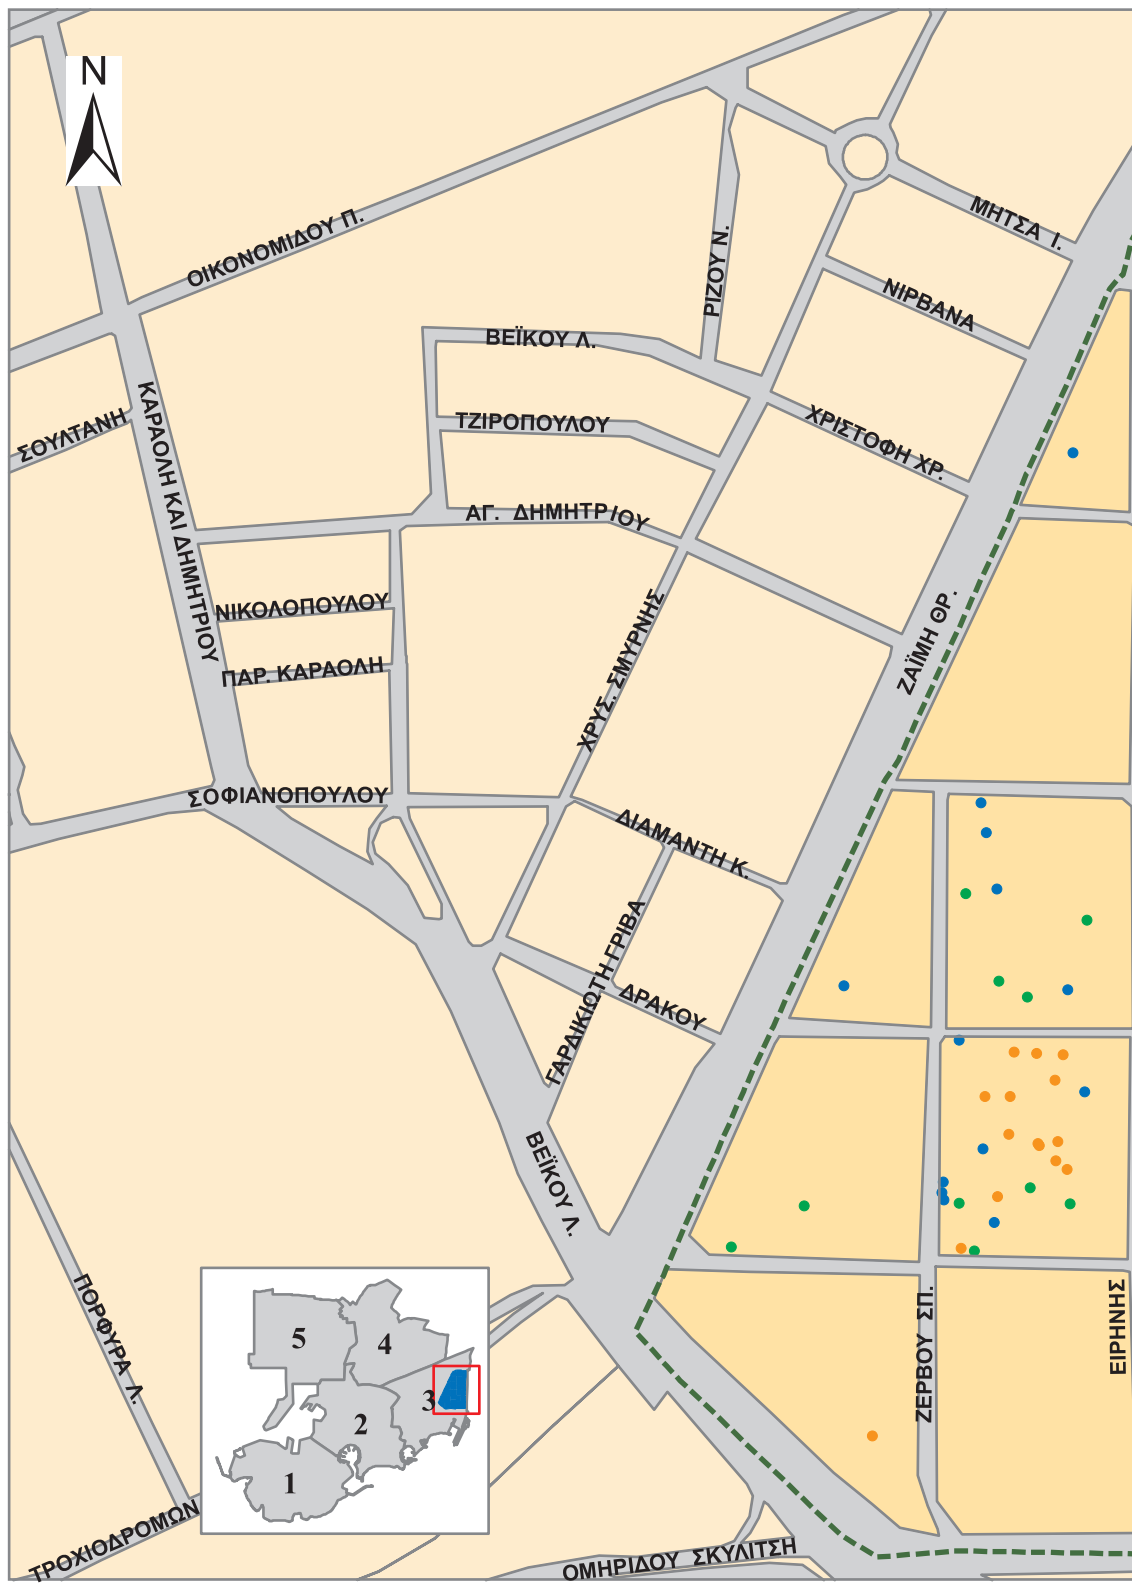 N
ΜΗΤΣΑ Ι.
ΟΙΚΟΝΟΜΙΔΟΥ Π.
ΡΙΖΟΥ Ν.
ΝΙΡΒΑΝΑ
ΒΕΪΚΟΥ Λ.
ΣΟΥΛΤΑΝΗ
ΚΑΡΑΟΛΗ ΚΑΙ ΔΗΜΗΤΡΙΟΥ
ΤΖΙΡΟΠΟΥΛΟΥ
ΧΡΙΣΤΟΦΗ ΧΡ.
ΑΓ. ΔΗΜΗΤΡΙΟΥ
ΝΙΚΟΛΟΠΟΥΛΟΥ
ΠΑΡ. ΚΑΡΑΟΛΗ
ΧΡΥΣ. ΣΜΥΡΝΗΣ
ΖΑΪΜΗ ΘΡ.
ΣΟΦΙΑΝΟΠΟΥΛΟΥ
ΔΙΑΜΑΝΤΗ Κ.
ΓΑΡΔΙΚΙΩΤΗ ΓΡΙΒΑ
ΔΡΑΚΟΥ
ΒΕΪΚΟΥ Λ.
ΠΟΡΦΥΡΑ Λ.
ΖΕΡΒΟΥ ΣΠ.
ΕΙΡΗΝΗΣ
5
4
3
2
1
ΤΡΟΧΙΟΔΡΟΜΩΝ
ΟΜΗΡΙΔΟΥ ΣΚΥΛΙΤΣΗ